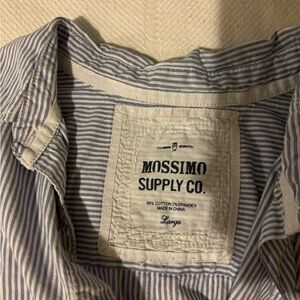 MOSSIMO
SUPPLY CO.
98% COTTON 2% SPANDEX
MADE IN CHINA
Large